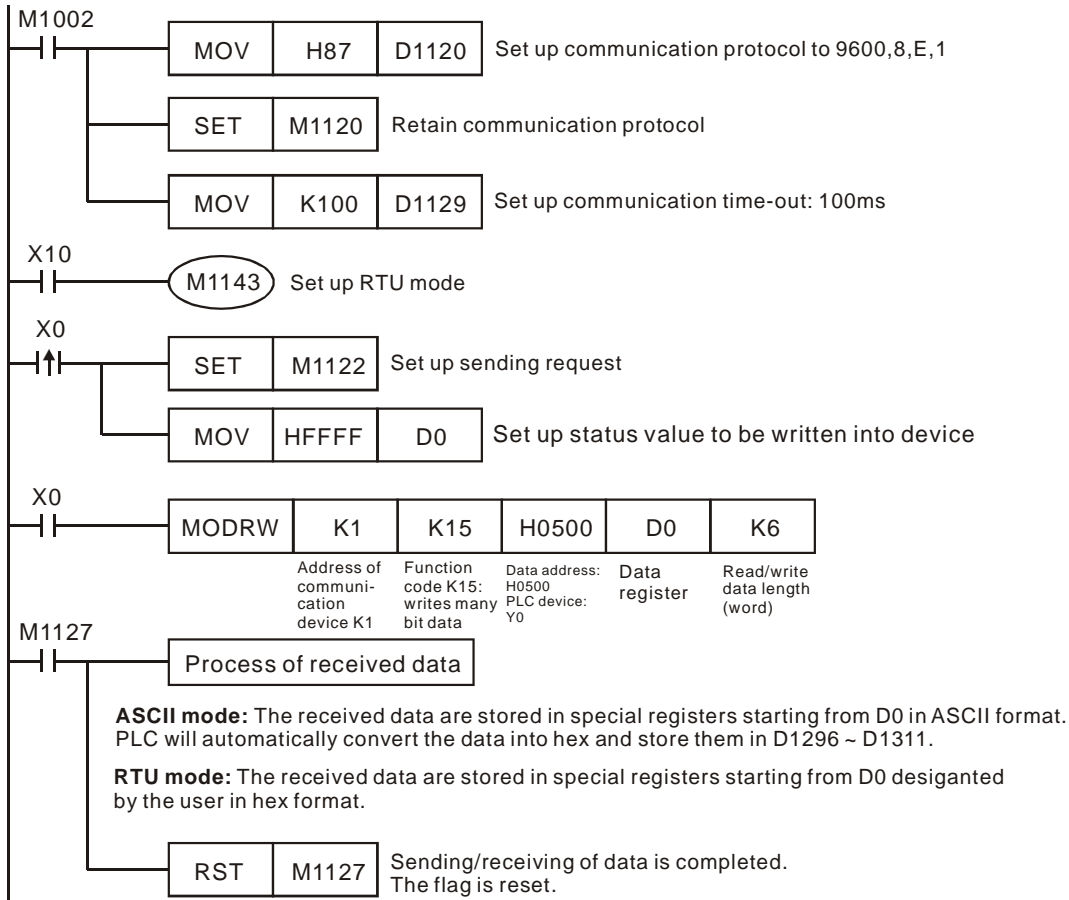 M1002
MOV H87 D1120 Set up communication protocol to 9600,8,E,1
SET M1120 Retain communication protocol
MOV K100 D1129 Set up communication time-out: 100ms
X10
M1143 Set up RTU mode
X0
SET M1122 Set up sending request
MOV HFFFF D0 Set up status value to be written into device
X0
MODRW K1 K15 H0500 D0 K6
Address of
communi-
cation
device K1
Function
code K15:
writes many
bit data
Data address:
H0500
PLC device:
Y0
Data
register
Read/write
data length
(word)
M1127
Process of received data
ASCII mode: The received data are stored in special registers starting from D0 in ASCII format.
PLC will automatically convert the data into hex and store them in D1296 ~ D1311.
RTU mode: The received data are stored in special registers starting from D0 desiganted
by the user in hex format.
RST M1127
Sending/receiving of data is completed.
The flag is reset.